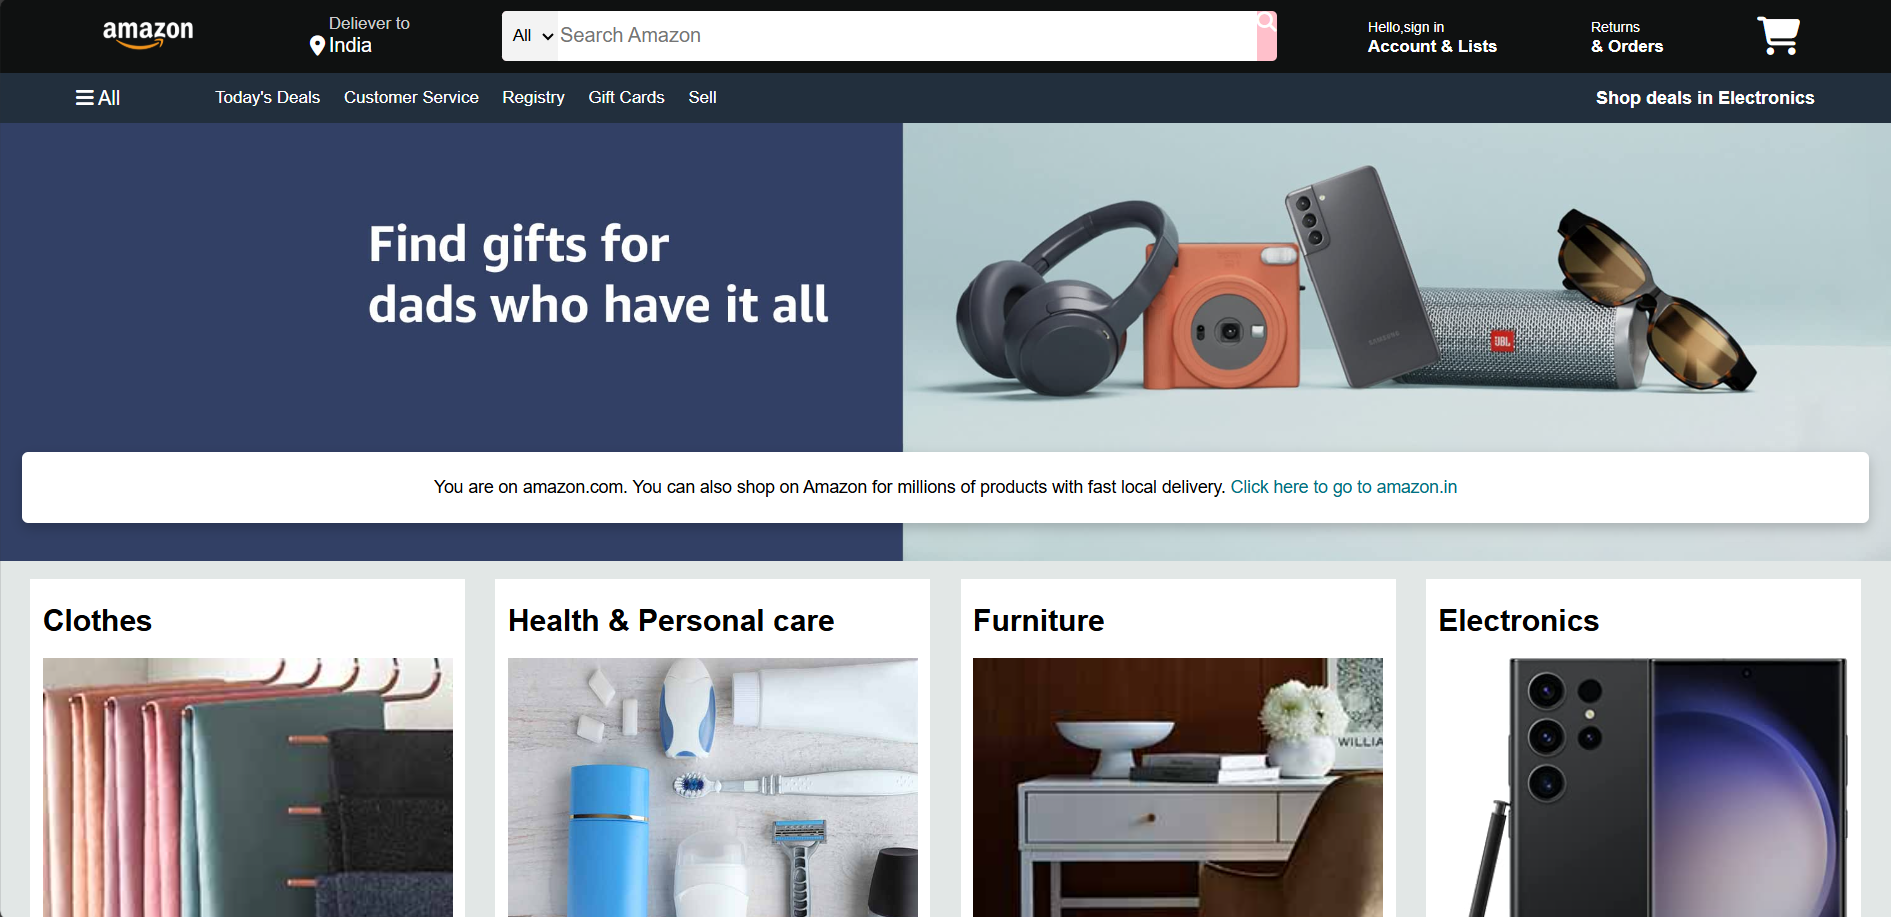 amazon
Deliever to
India
All
Search Amazon
Hello,sign in
Account & Lists
Returns
& Orders
All
Today's Deals
Customer Service
Registry
Gift Cards
Sell
Shop deals in Electronics
Find gifts for
dads who have it all
SAMSUNG
JBL
You are on amazon.com. You can also shop on Amazon for millions of products with fast local delivery. Click here to go to amazon.in
Clothes
Health & Personal care
Furniture
Electronics
WILLIA